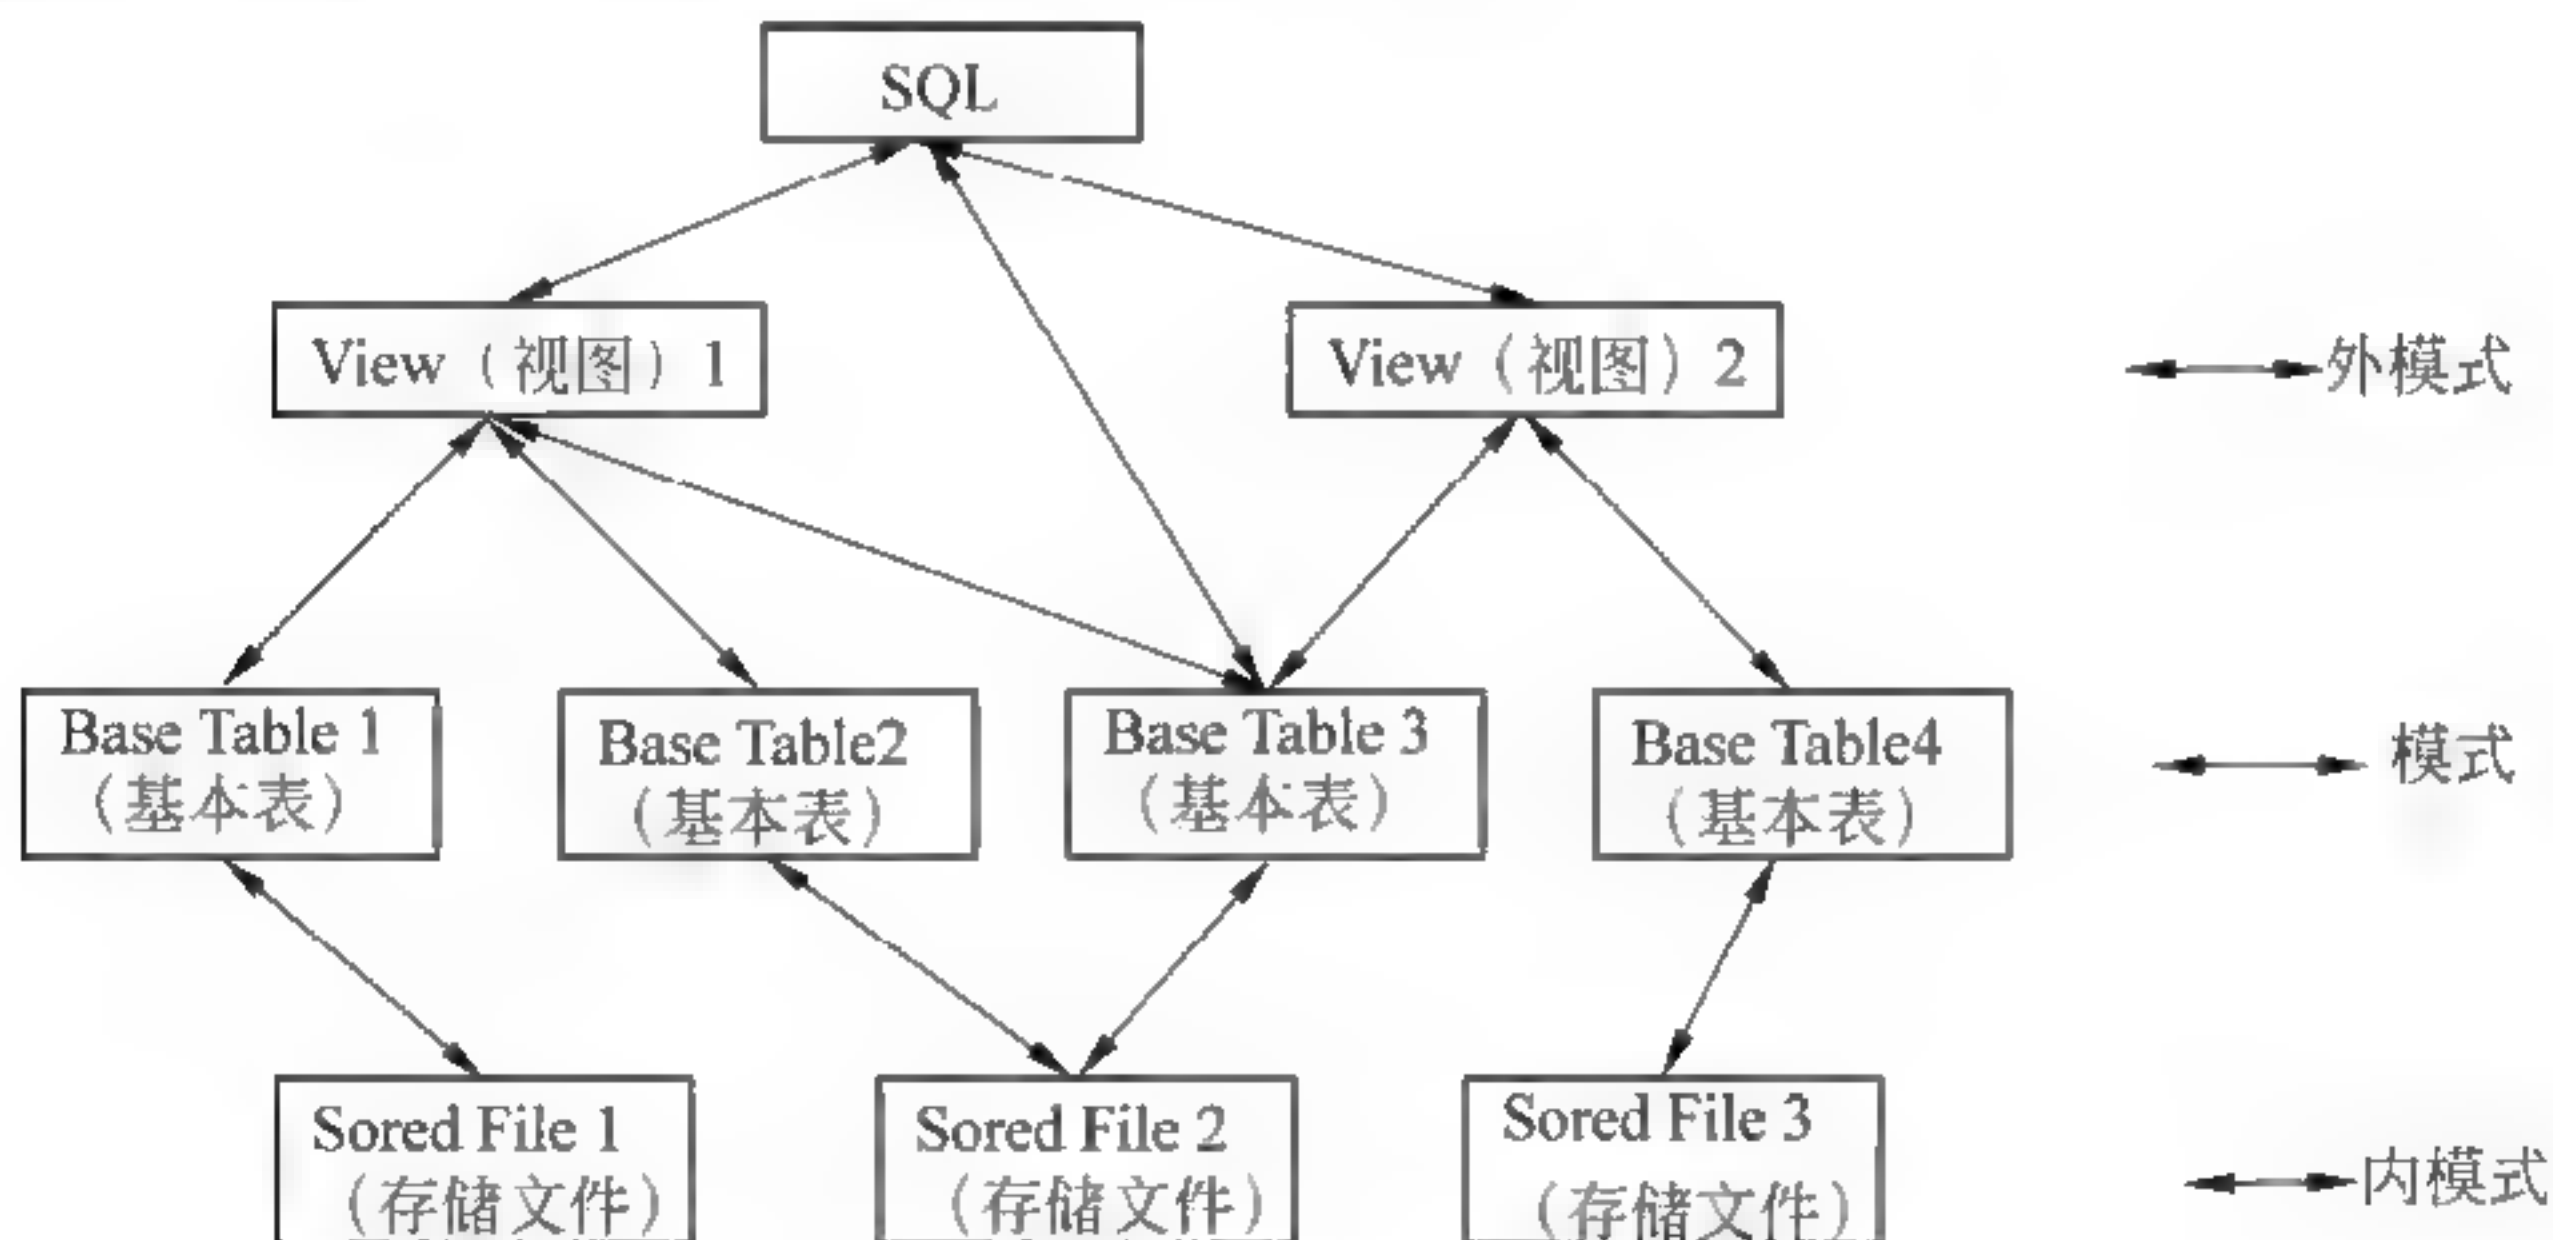 SQL
View（视图）1
View（视图）2
外模式
Base Table 1
（基本表）
Base Table2
（基本表）
Base Table 3
（基本表）
Base Table4
（基本表）
模式
Sored File 1
（存储文件）
Sored File 2
（存储文件）
Sored File 3
（存储文件）
内模式